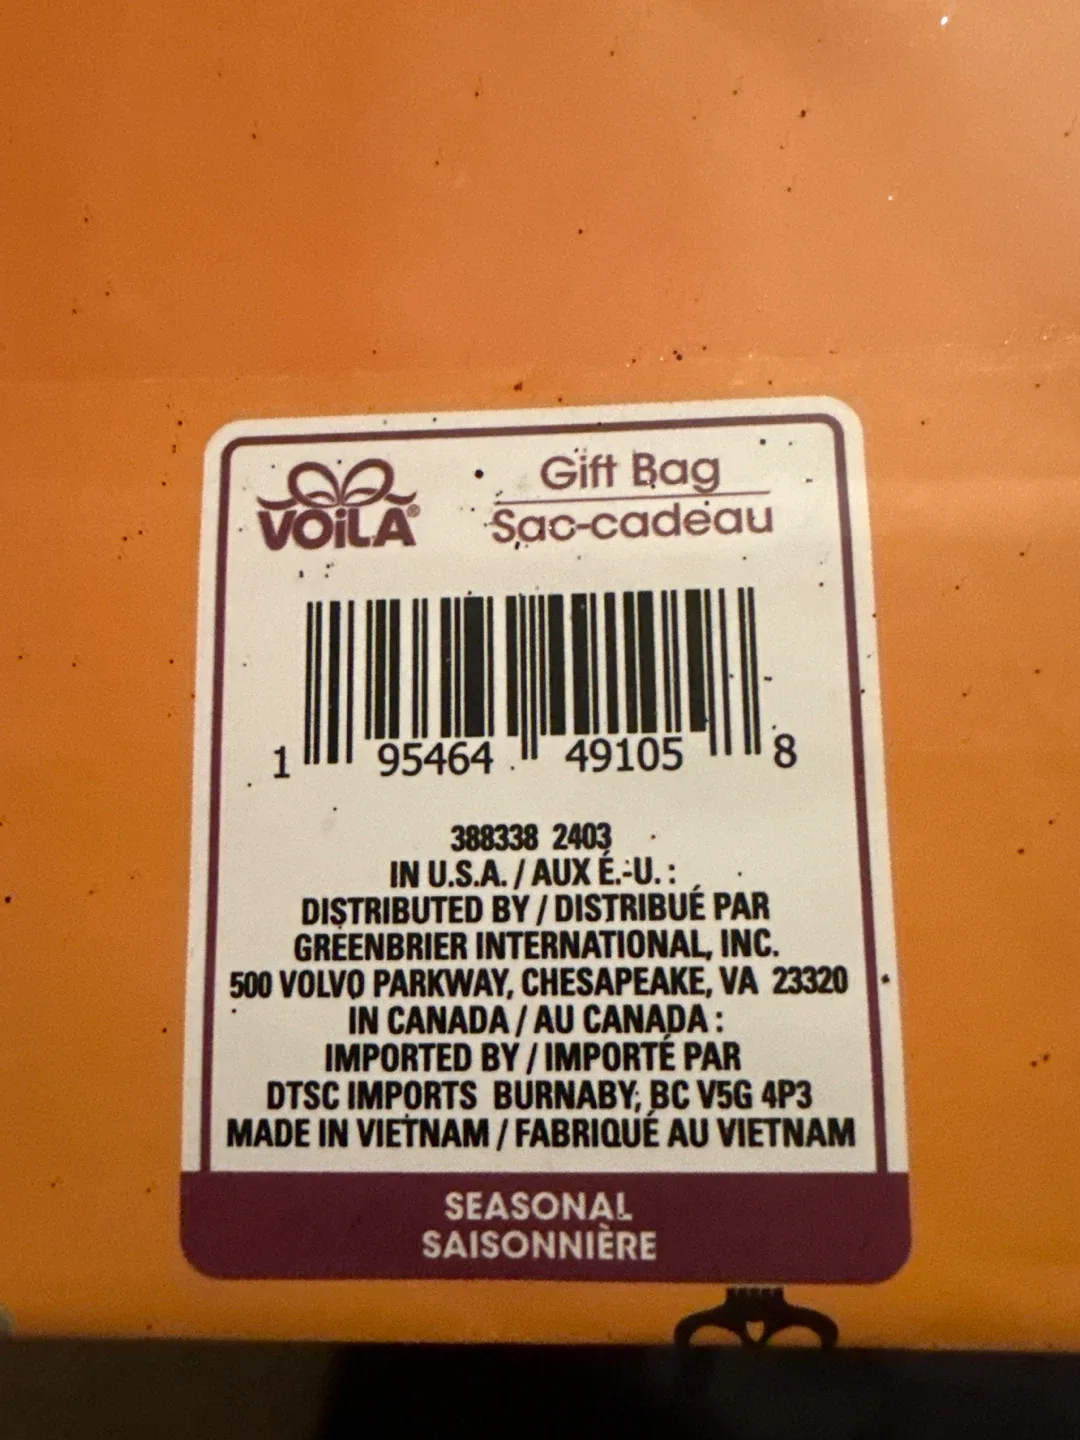 VOiLÀ®
Gift Bag
Sac-cadeau
1 95464 49105 8
388338 2403
IN U.S.A. / AUX É.-U. :
DISTRIBUTED BY / DISTRIBUÉ PAR
GREENBRIER INTERNATIONAL, INC.
500 VOLVO PARKWAY, CHESAPEAKE, VA 23320
IN CANADA / AU CANADA :
IMPORTED BY / IMPORTÉ PAR
DTSC IMPORTS BURNABY, BC V5G 4P3
MADE IN VIETNAM / FABRIQUÉ AU VIETNAM
SEASONAL
SAISONNIÈRE